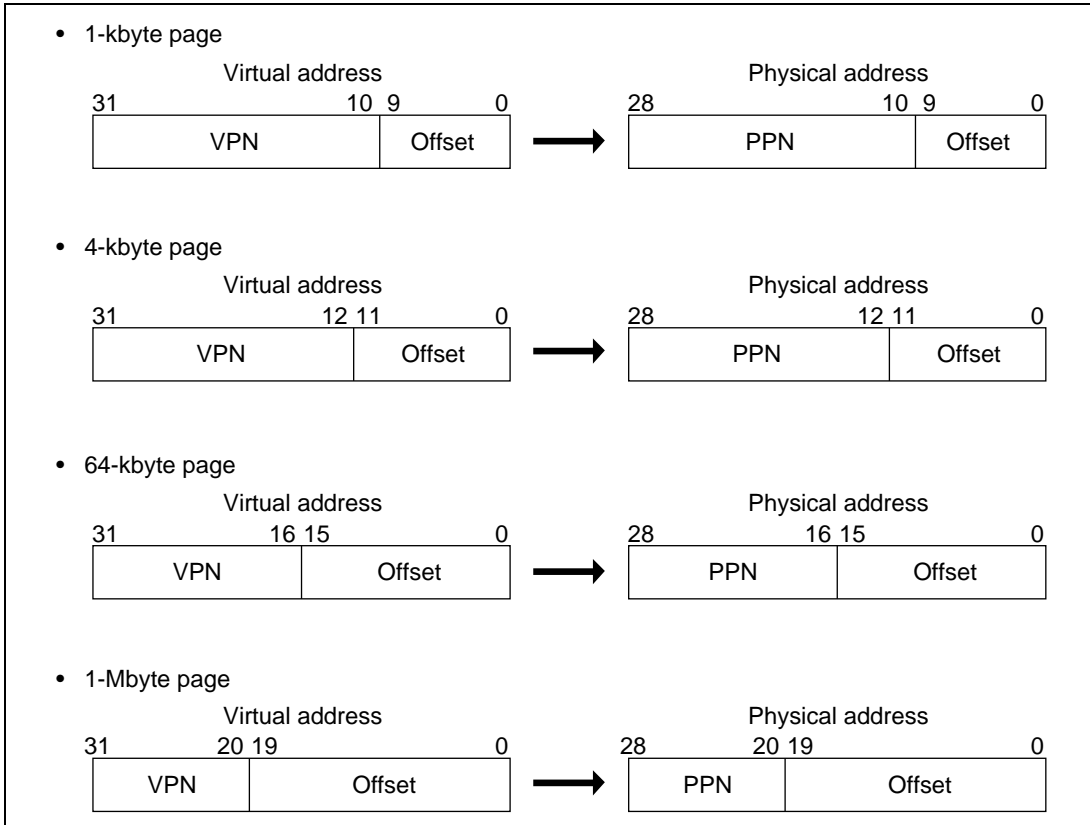 • 1-kbyte page
Virtual address Physical address
31 10 9 0 28 10 9 0
VPN Offset PPN Offset
• 4-kbyte page
Virtual address Physical address
31 12 11 0 28 12 11 0
VPN Offset PPN Offset
• 64-kbyte page
Virtual address Physical address
31 16 15 0 28 16 15 0
VPN Offset PPN Offset
• 1-Mbyte page
Virtual address Physical address
31 20 19 0 28 20 19 0
VPN Offset PPN Offset